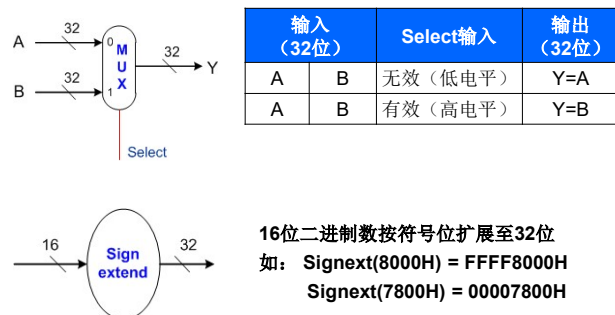 A
32
0
M
U
X
32
Y
B
32
1
Select
输入
（32位）
Select输入
输出
（32位）
A B 无效（低电平） Y=A
A B 有效（高电平） Y=B
16
Sign
extend
32
16位二进制数按符号位扩展至32位
如： Signext(8000H) = FFFF8000H
Signext(7800H) = 00007800H